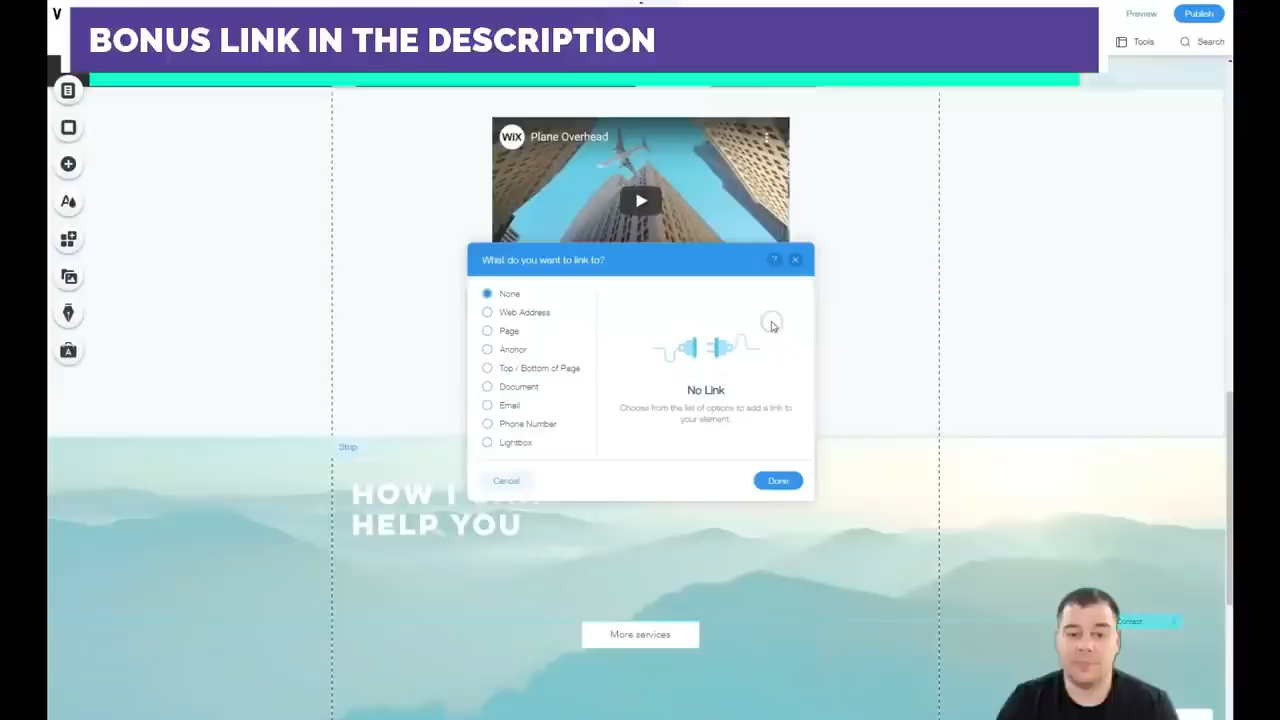 BONUS LINK IN THE DESCRIPTION
Preview
Publish
Tools
Search
WiX
Plane Overhead
What do you want to link to?
?
None
Web Address
Page
Anchor
Top / Bottom of Page
Document
Email
Phone Number
Lightbox
No Link
Choose from the list of options to add a link to
your element.
Cancel
Done
Strip
HOW I
HELP YOU
More services
Contact